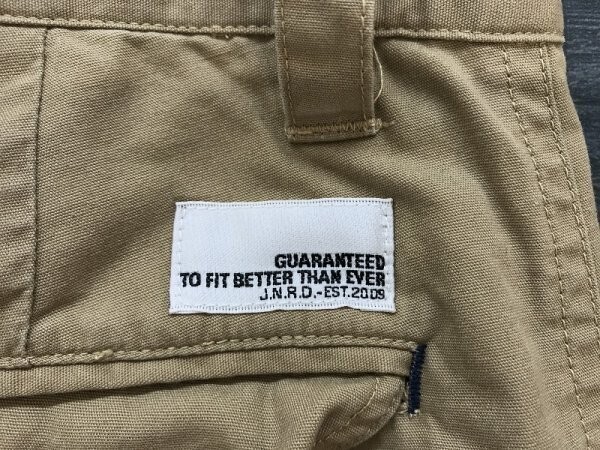 GUARANTEED
TO FIT BETTER THAN EVER
J.N.R.D.-EST.2009